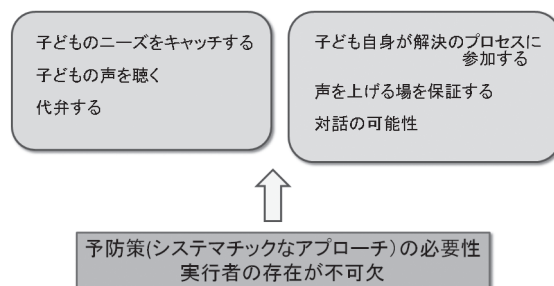 子どものニーズをキャッチする
子どもの声を聴く
代弁する
子ども自身が解決のプロセスに
参加する
声を上げる場を保証する
対話の可能性
予防策(システマチックなアプローチ)の必要性
実行者の存在が不可欠